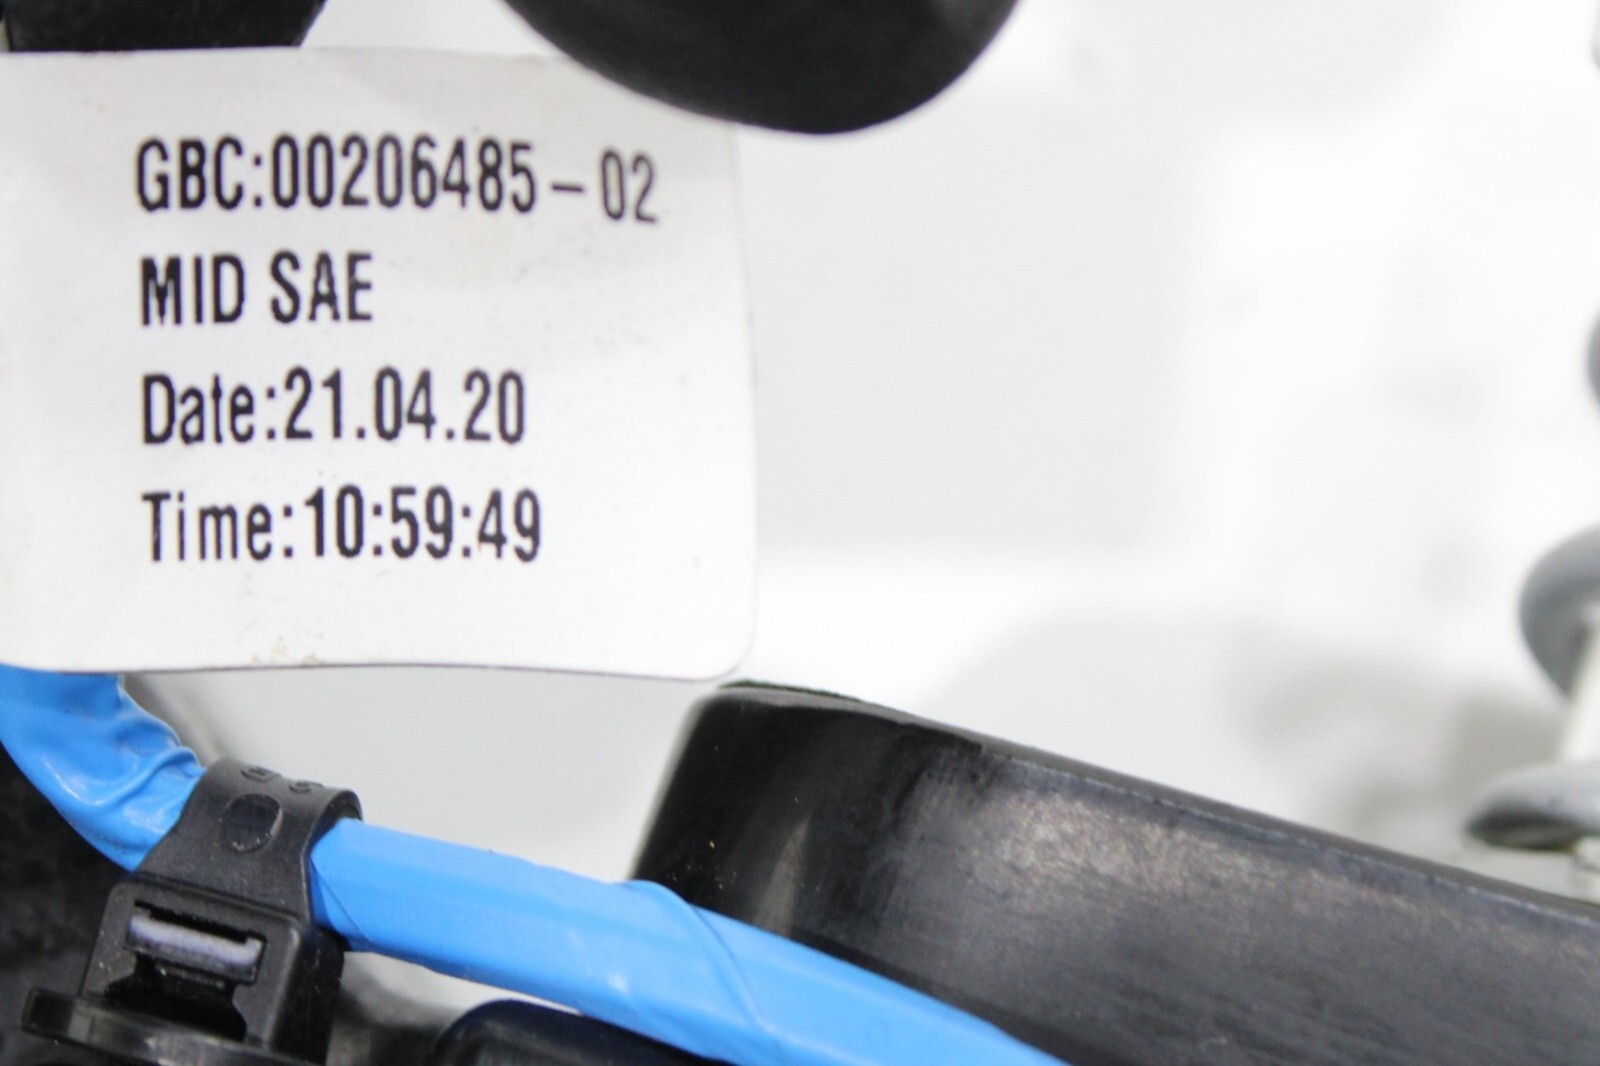 GBC:00206485-02
MID SAE
Date:21.04.20
Time:10:59:49